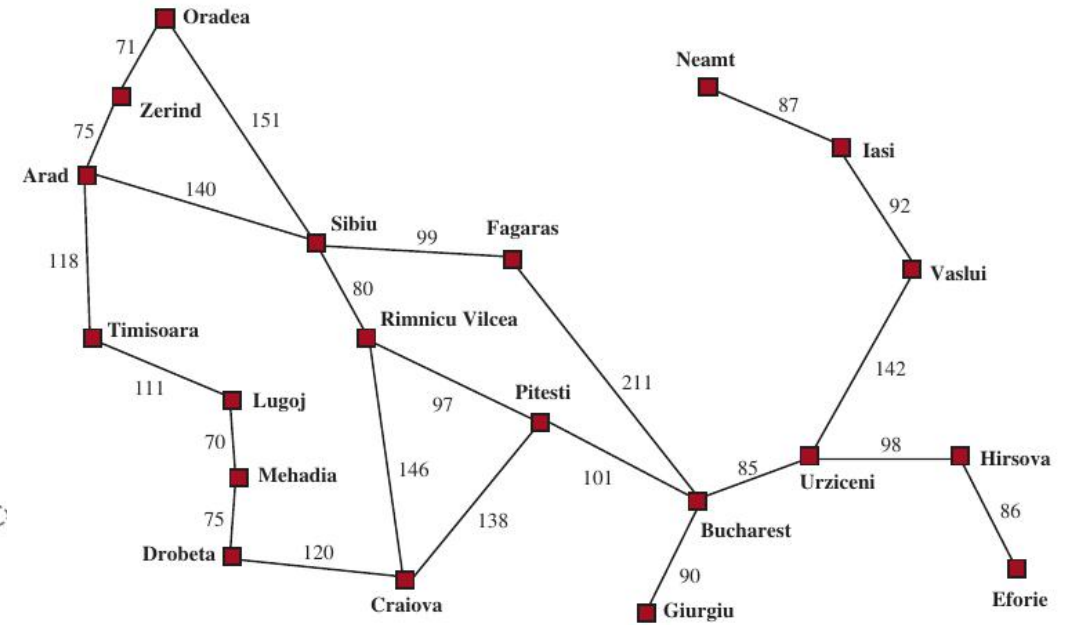 Oradea
71
Neamt
Zerind
87
151
75
Iasi
Arad
140
92
Sibiu
Fagaras
99
118
Vaslui
80
Timisoara
Rimnicu Vilcea
142
111
211
Pitesti
Lugoj
97
70
98
146
85
Hirsova
Mehadia
101
Urziceni
86
75
138
Bucharest
Drobeta
120
90
Craiova
Giurgiu
Eforie